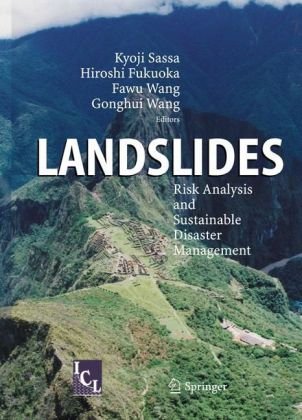 Kyoji Sassa
Hiroshi Fukuoka
Fawu Wang
Gonghui Wang
Editors
LANDSLIDES
Risk Analysis
and
Sustainable
Disaster
Management
ICL
Springer